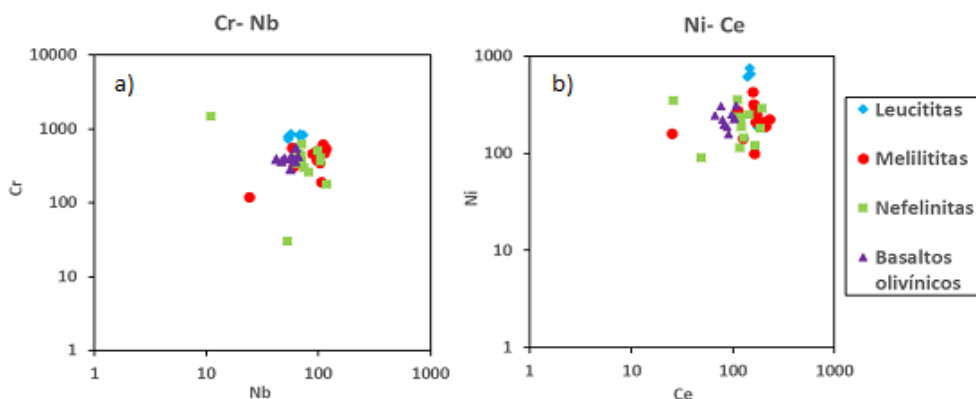 Cr- Nb
10000
1000
100
10
1
Cr
a)
1
10
100
1000
Nb
Ni- Ce
1000
100
10
1
Ni
b)
1
10
100
1000
Ce
Leucititas
Melilititas
Nefelinitas
Basaltos
olivínicos